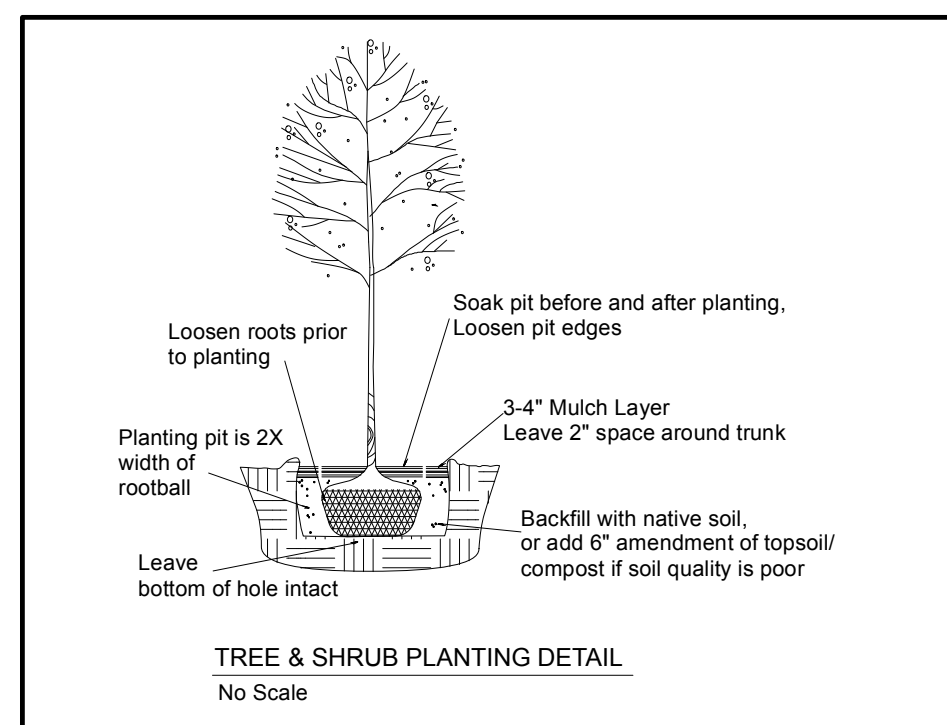 Soak pit before and after planting,
Loosen pit edges
Loosen roots prior
to planting
3-4" Mulch Layer
Leave 2" space around trunk
Planting pit is 2X
width of
rootball
Backfill with native soil,
or add 6" amendment of topsoil/
compost if soil quality is poor
Leave
bottom of hole intact
TREE & SHRUB PLANTING DETAIL
No Scale